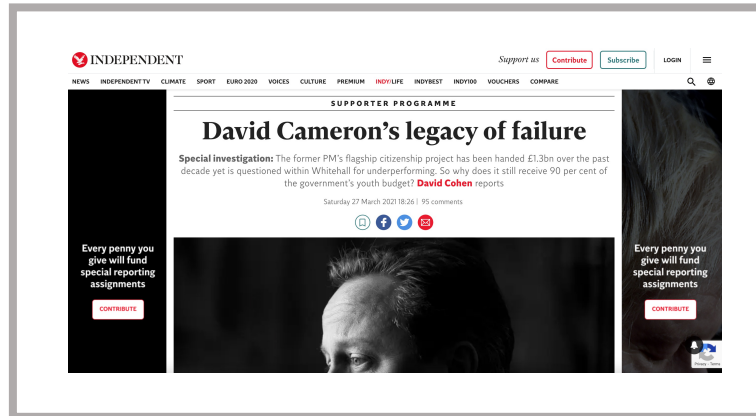 INDEPENDENT
Support us Contribute Subscribe LOGIN
NEWS INDEPENDENT TV CLIMATE SPORT EURO 2020 VOICES CULTURE PREMIUM INDY/LIFE INDYBEST INDY100 VOUCHERS COMPARE
SUPPORTER PROGRAMME
David Cameron’s legacy of failure
Special investigation: The former PM’s flagship citizenship project has been handed £1.3bn over the past
decade yet is questioned within Whitehall for underperforming. So why does it still receive 90 per cent of
the government’s youth budget? David Cohen reports
Saturday 27 March 2021 18:26 | 95 comments
Every penny you
give will fund
special reporting
assignments
CONTRIBUTE
Every penny you
give will fund
special reporting
assignments
CONTRIBUTE
Privacy - Terms